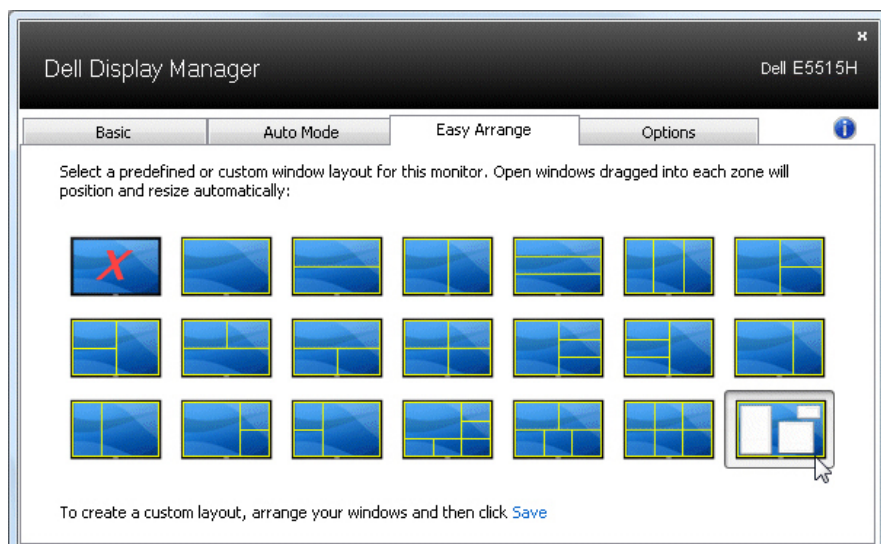 Dell Display Manager
Dell E5515H
Basic
Auto Mode
Easy Arrange
Options
Select a predefined or custom window layout for this monitor. Open windows dragged into each zone will
position and resize automatically:
To create a custom layout, arrange your windows and then click Save